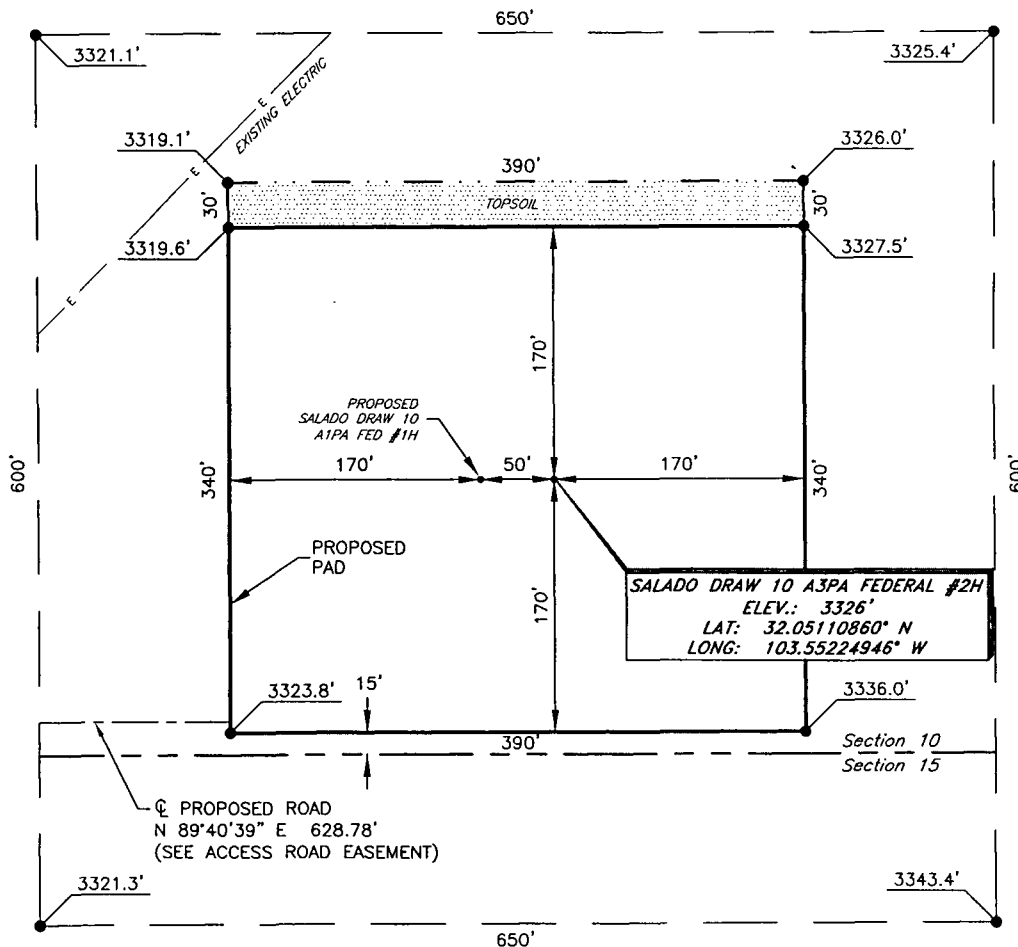 650'
3321.1'
3325.4'
E
EXISTING ELECTRIC
3319.1'
3326.0'
E
390'
30'
TOPSOIL
30'
3319.6'
3327.5'
E
170'
PROPOSED
SALADO DRAW 10
A1PA FED #1H
600'
340'
170'
50'
170'
340'
600'
PROPOSED
PAD
170'
SALADO DRAW 10 A3PA FEDERAL #2H
ELEV.: 3326'
LAT: 32.05110860° N
LONG: 103.55224946° W
3323.8'
15'
3336.0'
390'
Section 10
Section 15
℄ PROPOSED ROAD
N 89°40'39" E 628.78'
(SEE ACCESS ROAD EASEMENT)
3321.3'
3343.4'
650'